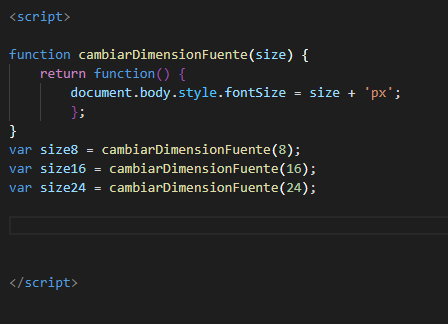 <script>
function cambiarDimensionFuente(size) {
return function() {
document.body.style.fontSize = size + 'px';
};
}
var size8 = cambiarDimensionFuente(8);
var size16 = cambiarDimensionFuente(16);
var size24 = cambiarDimensionFuente(24);
</script>